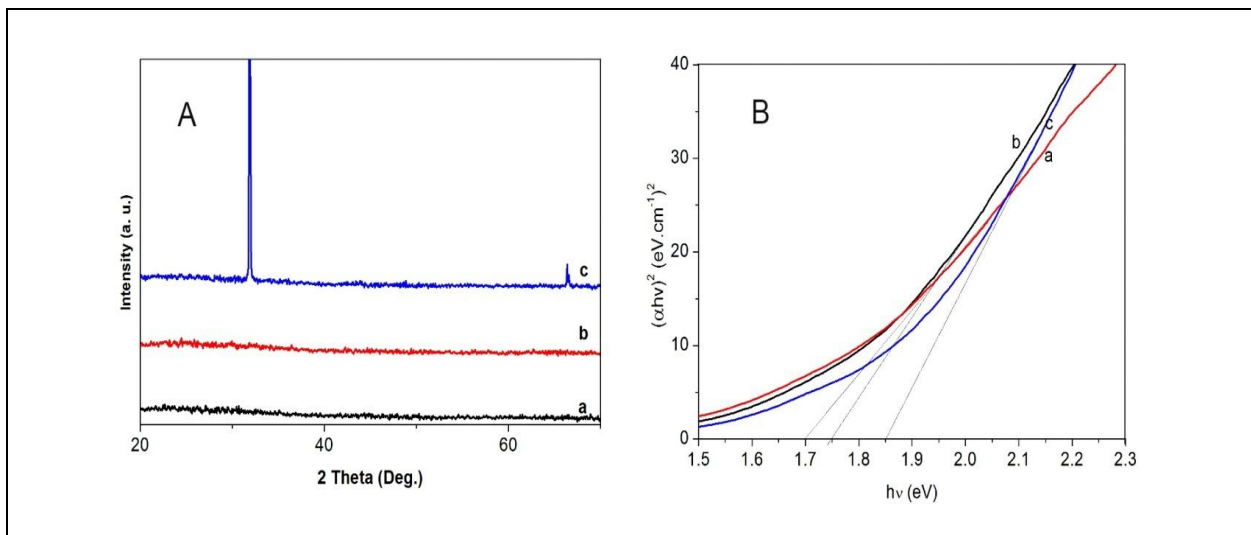 A
Intensity (a. u.)
c
b
a
20
40
60
2 Theta (Deg.)
B
(αhν)² (eV.cm⁻¹)²
40
30
20
10
0
b
c
a
1.5 1.6 1.7 1.8 1.9 2.0 2.1 2.2 2.3
hν (eV)